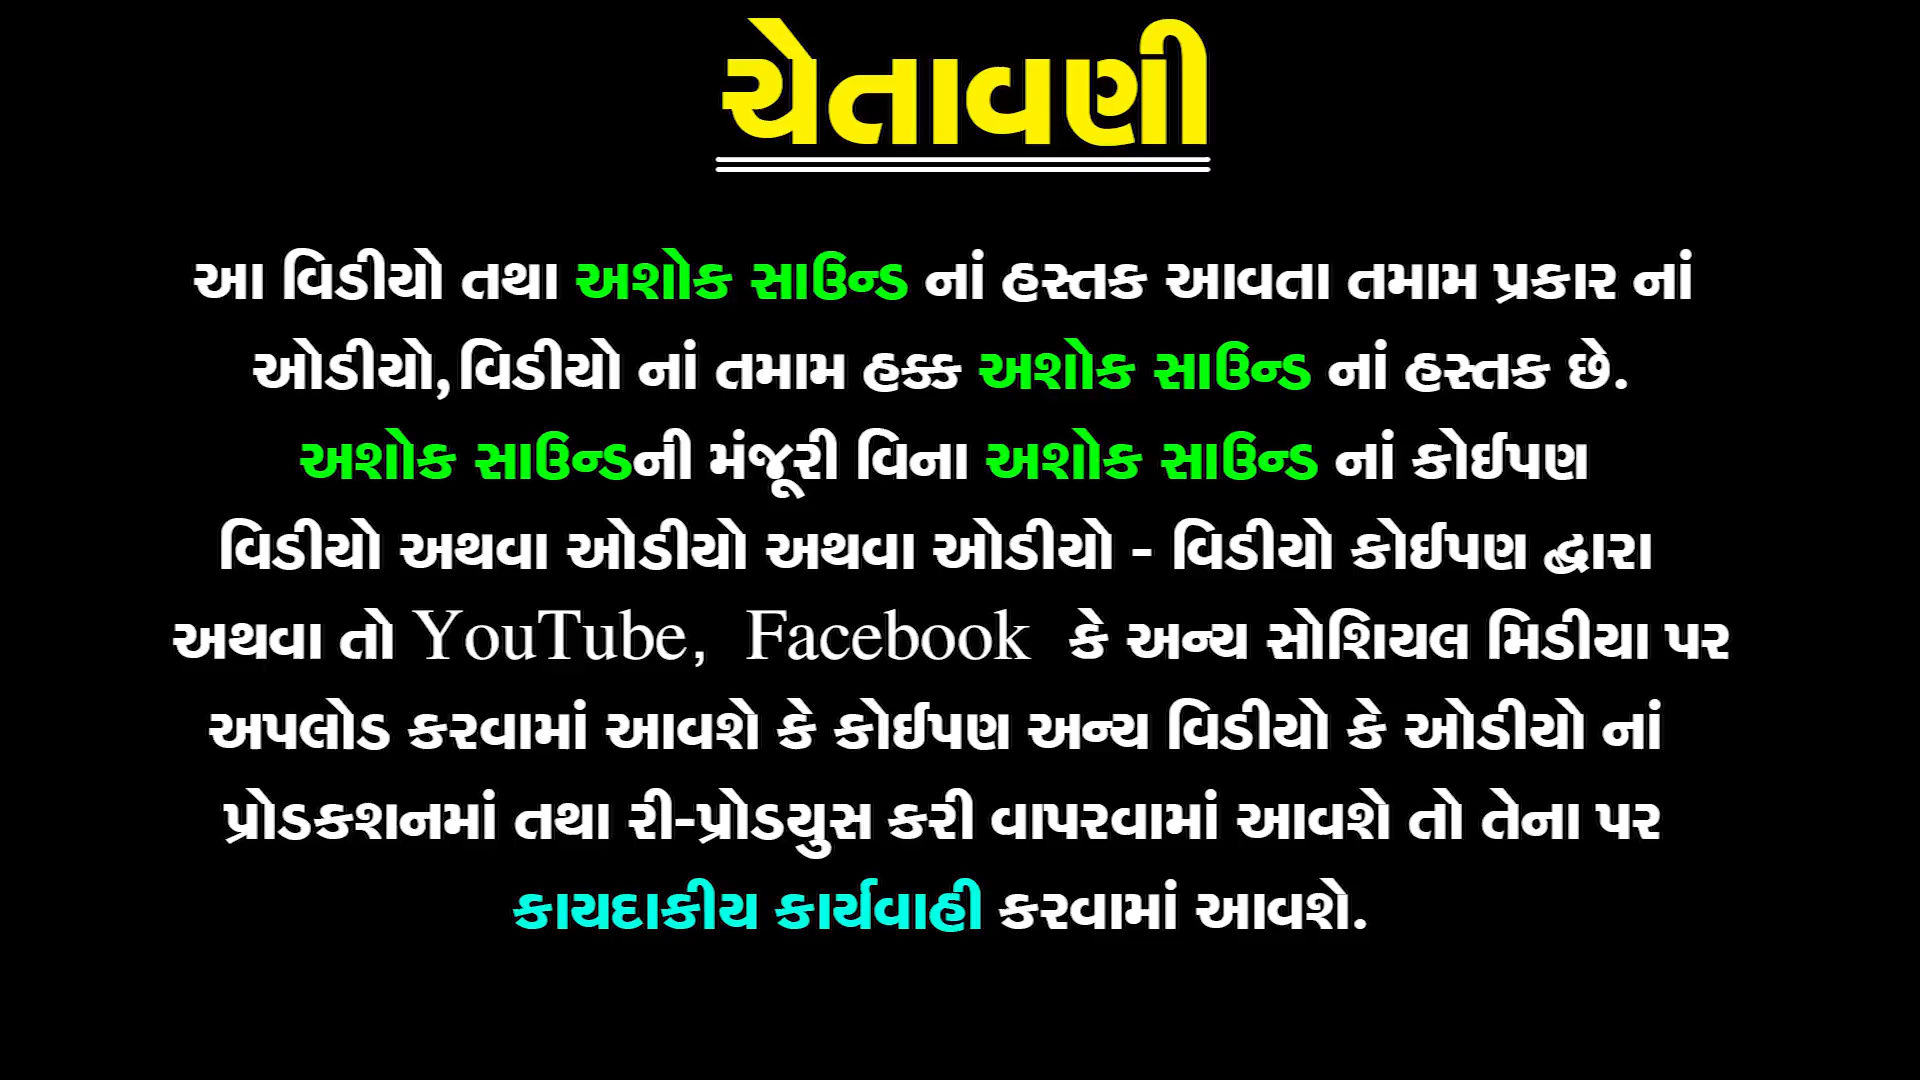 ચેતાવણી
આ વિડીયો તથા અશોક સાઉન્ડ નાં હસ્તક આવતા તમામ પ્રકાર નાં
ઓડીયો,વિડીયો નાં તમામ હક્ક અશોક સાઉન્ડ નાં હસ્તક છે.
અશોક સાઉન્ડની મંજૂરી વિના અશોક સાઉન્ડ નાં કોઈપણ
વિડીયો અથવા ઓડીયો અથવા ઓડીયો - વિડીયો કોઈપણ દ્વારા
અથવા તો YouTube, Facebook કે અન્ય સોશિયલ મિડીયા પર
અપલોડ કરવામાં આવશે કે કોઈપણ અન્ય વિડીયો કે ઓડીયો નાં
પ્રોડકશનમાં તથા રી-પ્રોડયુસ કરી વાપરવામાં આવશે તો તેના પર
કાયદાકીય કાર્યવાહી કરવામાં આવશે.